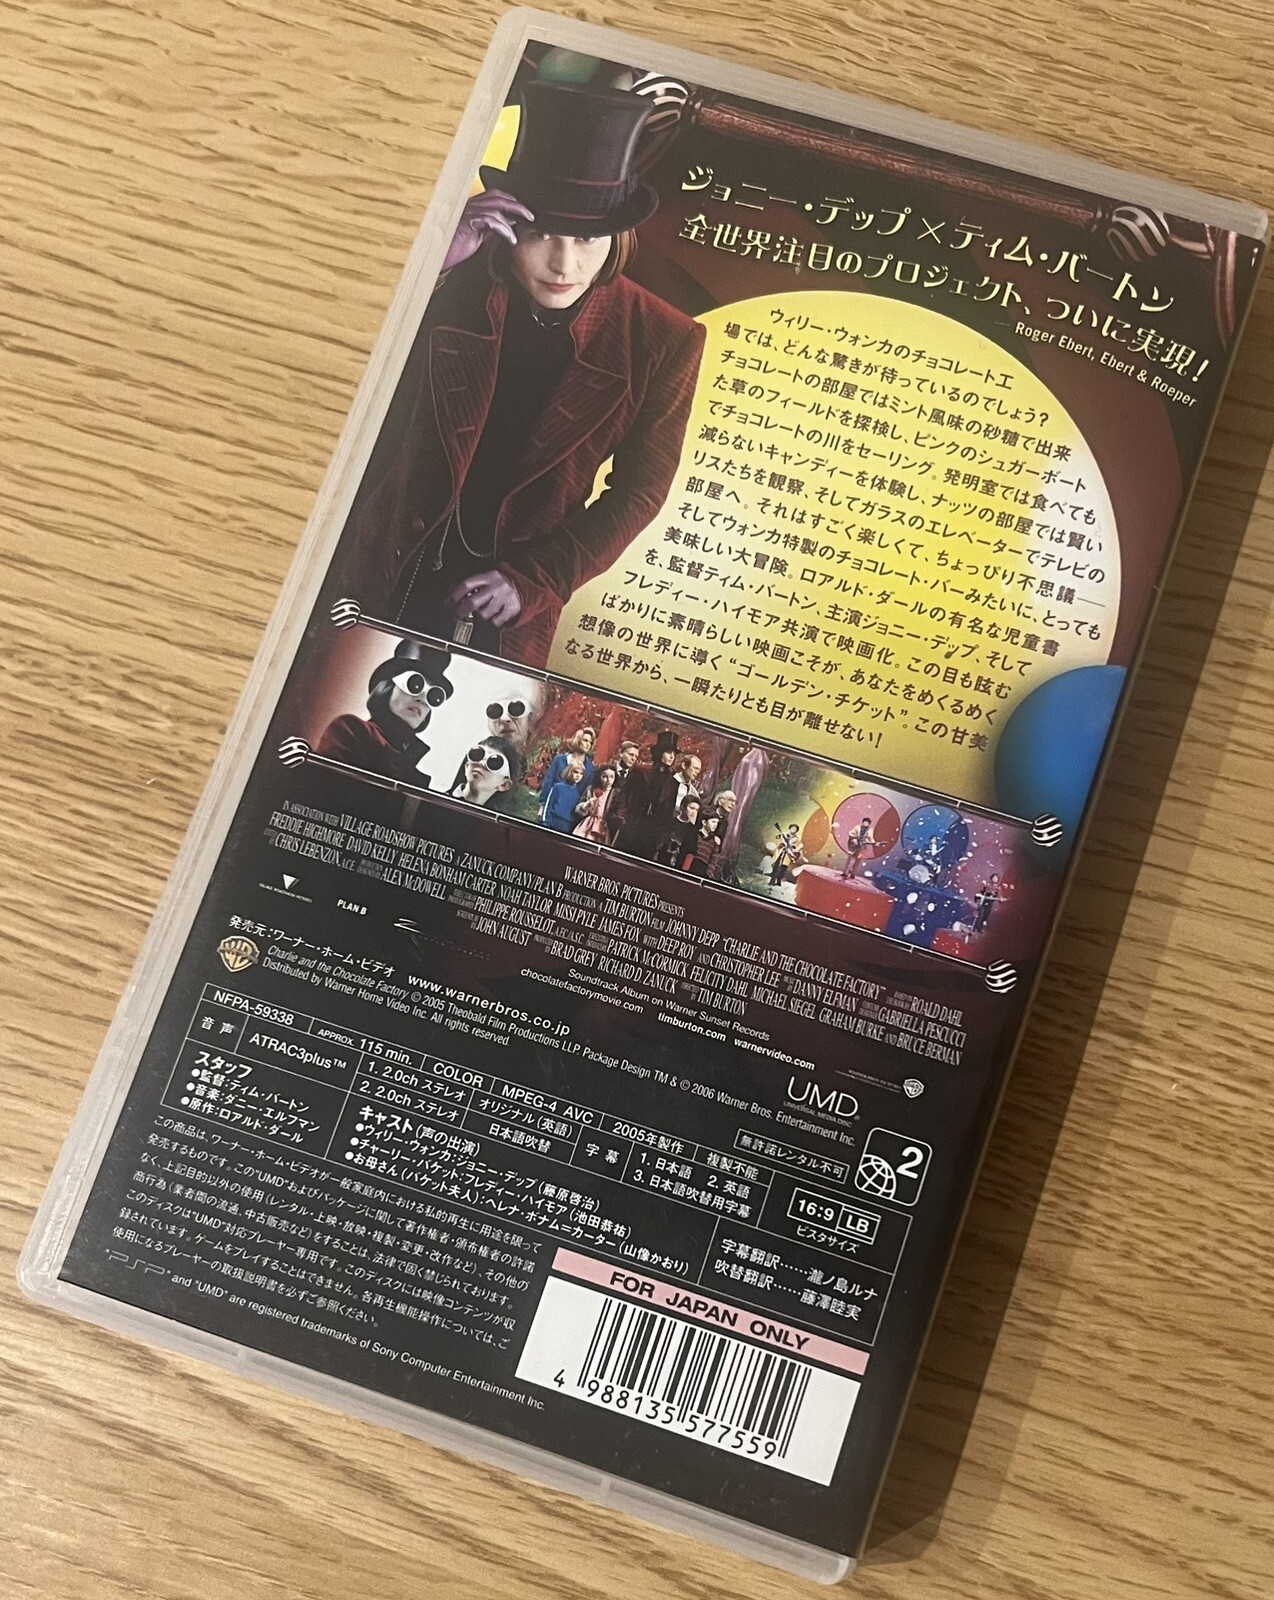 ジョニー・デップ×ティム・バートン
全世界注目のプロジェクト、ついに実現!
— Roger Ebert, Ebert & Roeper
ウィリー・ウォンカのチョコレート工
場では、どんな驚きが待っているのでしょう?
チョコレートの部屋ではミント風味の砂糖で出来
た草のフィールドを探検し、ピンクのシュガーボート
でチョコレートの川をセーリング。発明室では食べても
減らないキャンディーを体験し、ナッツの部屋では賢い
リスたちを観察、そしてガラスのエレベーターでテレビの
部屋へ。それはすごく楽しくて、ちょっぴり不思議——
そしてウォンカ特製のチョコレート・バーみたいに、とっても
美味しい大冒険。ロアルド・ダールの有名な児童書
を、監督ティム・バートン、主演ジョニー・デップ、そして
フレディー・ハイモア共演で映画化。この目も眩む
ばかりに素晴らしい映画こそが、あなたをめくるめく
想像の世界に導く“ゴールデン・チケット”。この甘美
なる世界から、一瞬たりとも目が離せない!
WARNER BROS. PICTURES PRESENTS
IN ASSOCIATION WITH VILLAGE ROADSHOW PICTURES A ZANUCK COMPANY/PLAN B PRODUCTION A TIM BURTON FILM JOHNNY DEPP "CHARLIE AND THE CHOCOLATE FACTORY" BASED ON THE BOOK BY ROALD DAHL
FREDDIE HIGHMORE DAVID KELLY HELENA BONHAM CARTER NOAH TAYLOR MISSI PYLE JAMES FOX WITH DEEP ROY AND CHRISTOPHER LEE MUSIC BY DANNY ELFMAN COSTUME DESIGNER GABRIELLA PESCUCCI
EDITED BY CHRIS LEBENZON, A.C.E. PRODUCTION DESIGNED BY ALEX McDOWELL DIRECTOR OF PHOTOGRAPHY PHILIPPE ROUSSELOT, A.F.C./A.S.C. EXECUTIVE PRODUCERS PATRICK McCORMICK FELICITY DAHL MICHAEL SIEGEL GRAHAM BURKE AND BRUCE BERMAN
SCREENPLAY BY JOHN AUGUST PRODUCED BY BRAD GREY RICHARD D. ZANUCK DIRECTED BY TIM BURTON
VILLAGE ROADSHOW PICTURES
PLAN B
Soundtrack Album on Warner Sunset Records
chocolatefactorymovie.com timburton.com warnervideo.com
発売元:ワーナー・ホーム・ビデオ www.warnerbros.co.jp
Charlie and the Chocolate Factory © 2005 Theobald Film Productions LLP. Package Design TM & © 2006 Warner Bros. Entertainment Inc.
Distributed by Warner Home Video Inc. All rights reserved.
UMD
UNIVERSAL MEDIA DISC
無許諾レンタル不可
2
NFPA-59338
APPROX. 115 min.
COLOR
MPEG-4 AVC
2005年製作
複製不能
音声
ATRAC3plus™
1. 2.0ch ステレオ オリジナル(英語)
2. 2.0ch ステレオ 日本語吹替
字幕
1. 日本語 2. 英語
3. 日本語吹替用字幕
16:9 LB
ビスタサイズ
スタッフ
●監督:ティム・バートン
●音楽:ダニー・エルフマン
●原作:ロアルド・ダール
キャスト(声の出演)
●ウィリー・ウォンカ:ジョニー・デップ(藤原啓治)
●チャーリー・バケット:フレディー・ハイモア(池田恭祐)
●お母さん(バケット夫人):ヘレナ・ボナム=カーター(山像かおり)
字幕翻訳……瀧ノ島ルナ
吹替翻訳……藤澤睦実
この商品は、ワーナー・ホーム・ビデオが一般家庭内における私的再生に用途を限って
発売するものです。この"UMD"およびパッケージに関して著作権者・頒布権者の許諾
なく、上記目的以外の使用(レンタル・上映・放映・複製・変更・改作など)、その他の
商行為(業者間の流通、中古販売など)をすることは、法律で固く禁じられております。
このディスクは"UMD"対応プレーヤー専用です。このディスクには映像コンテンツが収
録されています。ゲームをプレイすることはできません。各再生機能操作については、ご
使用になるプレーヤーの取扱説明書を必ずご参照ください。
"PSP" and "UMD" are registered trademarks of Sony Computer Entertainment Inc.
FOR JAPAN ONLY
4 988135 577559